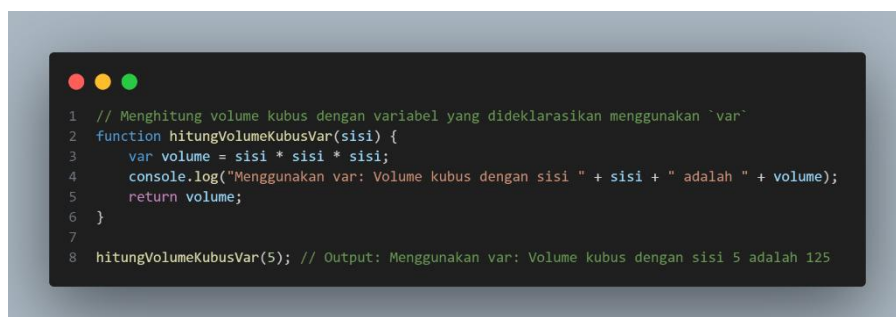 1 // Menghitung volume kubus dengan variabel yang dideklarasikan menggunakan `var`
2 function hitungVolumeKubusVar(sisi) {
3     var volume = sisi * sisi * sisi;
4     console.log("Menggunakan var: Volume kubus dengan sisi " + sisi + " adalah " + volume);
5     return volume;
6 }
7
8 hitungVolumeKubusVar(5); // Output: Menggunakan var: Volume kubus dengan sisi 5 adalah 125